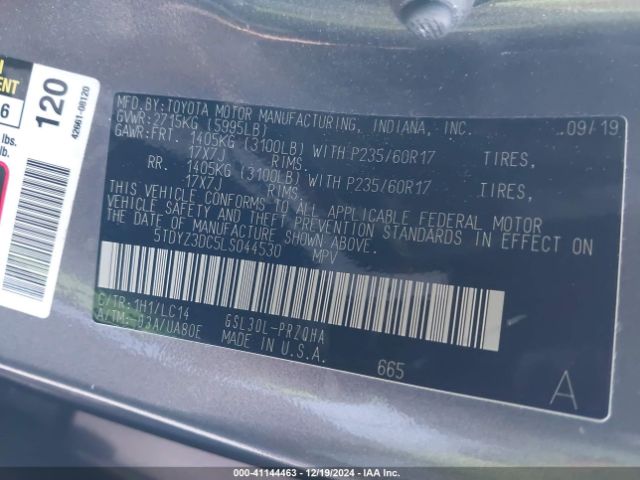 MFD.BY:TOYOTA MOTOR MANUFACTURING, INDIANA, INC. 09/19
GVWR:2715KG (5995LB)
GAWR:FRT. 1405KG (3100LB) WITH P235/60R17 TIRES,
17X7J RIMS.
RR. 1405KG (3100LB) WITH P235/60R17 TIRES,
17X7J RIMS
THIS VEHICLE CONFORMS TO ALL APPLICABLE FEDERAL MOTOR
VEHICLE SAFETY AND THEFT PREVENTION STANDARDS IN EFFECT ON
THE DATE OF MANUFACTURE SHOWN ABOVE.
5TDYZ3DC5LS044530 MPV
C/TR:1H1/LC14 GSL30L-PRZQHA
A/TM:-03A/UA80E MADE IN U.S.A. 665
A
6
120
42661-08120
lbs.
000-41144463 - 12/19/2024 - IAA Inc.